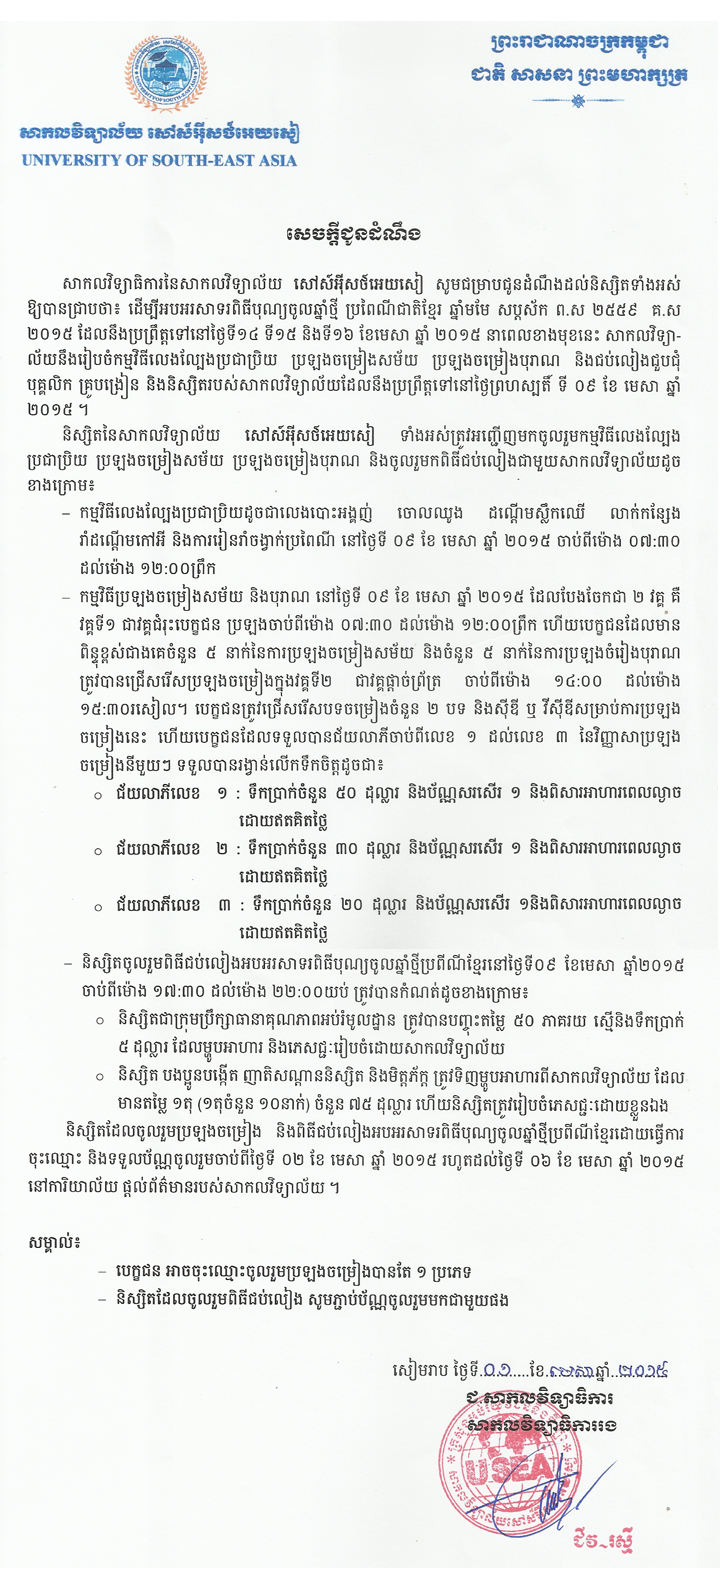 ព្រះរាជាណាចក្រកម្ពុជា
ជាតិ សាសនា ព្រះមហាក្សត្រ
USEA
សាកលវិទ្យាល័យ សៅស៍អ៊ីសថ៍អេយសៀ
UNIVERSITY OF SOUTH-EAST ASIA
សេចក្តីជូនដំណឹង
សាកលវិទ្យាធិការនៃសាកលវិទ្យាល័យ សៅស៍អ៊ីសថ៍អេយសៀ សូមជម្រាបជូនដំណឹងដល់និស្សិតទាំងអស់
ឱ្យបានជ្រាបថា៖ ដើម្បីអបអរសាទរពិធីបុណ្យចូលឆ្នាំថ្មី ប្រពៃណីជាតិខ្មែរ ឆ្នាំមមែ សប្តស័ក ព.ស ២៥៥៩ គ.ស
២០១៥ ដែលនឹងប្រព្រឹត្តទៅនៅថ្ងៃទី១៤ ទី១៥ និងទី១៦ ខែមេសា ឆ្នាំ ២០១៥ នាពេលខាងមុខនេះ សាកលវិទ្យា-
ល័យនឹងរៀបចំកម្មវិធីលេងល្បែងប្រជាប្រិយ ប្រឡងចម្រៀងសម័យ ប្រឡងចម្រៀងបុរាណ និងជប់លៀងជួបជុំ
បុគ្គលិក គ្រូបង្រៀន និងនិស្សិតរបស់សាកលវិទ្យាល័យដែលនឹងប្រព្រឹត្តទៅនៅថ្ងៃព្រហស្បតិ៍ ទី ០៩ ខែ មេសា ឆ្នាំ
២០១៥ ។
និស្សិតនៃសាកលវិទ្យាល័យ សៅស៍អ៊ីសថ៍អេយសៀ ទាំងអស់ត្រូវអញ្ជើញមកចូលរួមកម្មវិធីលេងល្បែង
ប្រជាប្រិយ ប្រឡងចម្រៀងសម័យ ប្រឡងចម្រៀងបុរាណ និងចូលរួមកពិធីជប់លៀងជាមួយសាកលវិទ្យាល័យដូច
ខាងក្រោម៖
– កម្មវិធីលេងល្បែងប្រជាប្រិយដូចជាលេងបោះអង្គញ់ ចោលឈូង ដណ្តើមស្លឹកឈើ លាក់កន្សែង
រាំដណ្តើមកៅអី និងការរៀនរាំចង្វាក់ប្រពៃណី នៅថ្ងៃទី ០៩ ខែ មេសា ឆ្នាំ ២០១៥ ចាប់ពីម៉ោង ០៧:៣០
ដល់ម៉ោង ១២:០០ព្រឹក
– កម្មវិធីប្រឡងចម្រៀងសម័យ និងបុរាណ នៅថ្ងៃទី ០៩ ខែ មេសា ឆ្នាំ ២០១៥ ដែលបែងចែកជា ២ វគ្គ គឺ
វគ្គទី១ ជាវគ្គជំរុះបេក្ខជន ប្រឡងចាប់ពីម៉ោង ០៧:៣០ ដល់ម៉ោង ១២:០០ព្រឹក ហើយបេក្ខជនដែលមាន
ពិន្ទុខ្ពស់ជាងគេចំនួន ៥ នាក់នៃការប្រឡងចម្រៀងសម័យ និងចំនួន ៥ នាក់នៃការប្រឡងចំរៀងបុរាណ
ត្រូវបានជ្រើសរើសប្រឡងចម្រៀងក្នុងវគ្គទី២ ជាវគ្គផ្តាច់ព្រ័ត្រ ចាប់ពីម៉ោង ១៤:០០ ដល់ម៉ោង
១៥:៣០រសៀល។ បេក្ខជនត្រូវជ្រើសរើសបទចម្រៀងចំនួន ២ បទ និងស៊ីឌី ឬ វីស៊ីឌីសម្រាប់ការប្រឡង
ចម្រៀងនេះ ហើយបេក្ខជនដែលទទួលបានជ័យលាភីចាប់ពីលេខ ១ ដល់លេខ ៣ នៃវិញ្ញាសាប្រឡង
ចម្រៀងនីមួយៗ ទទួលបានរង្វាន់លើកទឹកចិត្តដូចជា៖
o ជ័យលាភីលេខ ១ : ទឹកប្រាក់ចំនួន ៥០ ដុល្លារ និងប័ណ្ណសរសើរ ១ និងពិសារអាហារពេលល្ងាច
ដោយឥតគិតថ្លៃ
o ជ័យលាភីលេខ ២ : ទឹកប្រាក់ចំនួន ៣០ ដុល្លារ និងប័ណ្ណសរសើរ ១ និងពិសារអាហារពេលល្ងាច
ដោយឥតគិតថ្លៃ
o ជ័យលាភីលេខ ៣ : ទឹកប្រាក់ចំនួន ២០ ដុល្លារ និងប័ណ្ណសរសើរ ១និងពិសារអាហារពេលល្ងាច
ដោយឥតគិតថ្លៃ
– និស្សិតចូលរួមពិធីជប់លៀងអបអរសាទរពិធីបុណ្យចូលឆ្នាំថ្មីប្រពីណីខ្មែរនៅថ្ងៃទី០៩ ខែមេសា ឆ្នាំ២០១៥
ចាប់ពីម៉ោង ១៧:៣០ ដល់ម៉ោង ២២:០០យប់ ត្រូវបានកំណត់ដូចខាងក្រោម៖
o និស្សិតជាក្រុមប្រឹក្សាធានាគុណភាពអប់រំមូលដ្ឋាន ត្រូវបានបញ្ចុះតម្លៃ ៥០ ភាគរយ ស្មើនិងទឹកប្រាក់
៥ ដុល្លារ ដែលម្ហូបអាហារ និងភេសជ្ជៈរៀបចំដោយសាកលវិទ្យាល័យ
o និស្សិត បងប្អូនបង្កើត ញាតិសណ្តាននិស្សិត និងមិត្តភ័ក្ត ត្រូវទិញម្ហូបអាហារពីសាកលវិទ្យាល័យ ដែល
មានតម្លៃ ១តុ (១តុចំនួន ១០នាក់) ចំនួន ៧៥ ដុល្លារ ហើយនិស្សិតត្រូវរៀបចំភេសជ្ជៈដោយខ្លួនឯង
និស្សិតដែលចូលរួមប្រឡងចម្រៀង និងពិធីជប់លៀងអបអរសាទរពិធីបុណ្យចូលឆ្នាំថ្មីប្រពីណីខ្មែរដោយធ្វើការ
ចុះឈ្មោះ និងទទួលប័ណ្ណចូលរួមចាប់ពីថ្ងៃទី ០២ ខែ មេសា ឆ្នាំ ២០១៥ រហូតដល់ថ្ងៃទី ០៦ ខែ មេសា ឆ្នាំ ២០១៥
នៅការិយាល័យ ផ្តល់ព័ត៌មានរបស់សាកលវិទ្យាល័យ ។
សម្គាល់៖
– បេក្ខជន អាចចុះឈ្មោះចូលរួមប្រឡងចម្រៀងបានតែ ១ ប្រភេទ
– និស្សិតដែលចូលរួមពិធីជប់លៀង សូមភ្ជាប់ប័ណ្ណចូលរួមមកជាមួយផង
សៀមរាប ថ្ងៃទី.០១.....ខែ.មេសា.ឆ្នាំ..២០១៥
ជ.សាកលវិទ្យាធិការ
សាកលវិទ្យាធិការរង
USEA
ជីវ.រស្មី